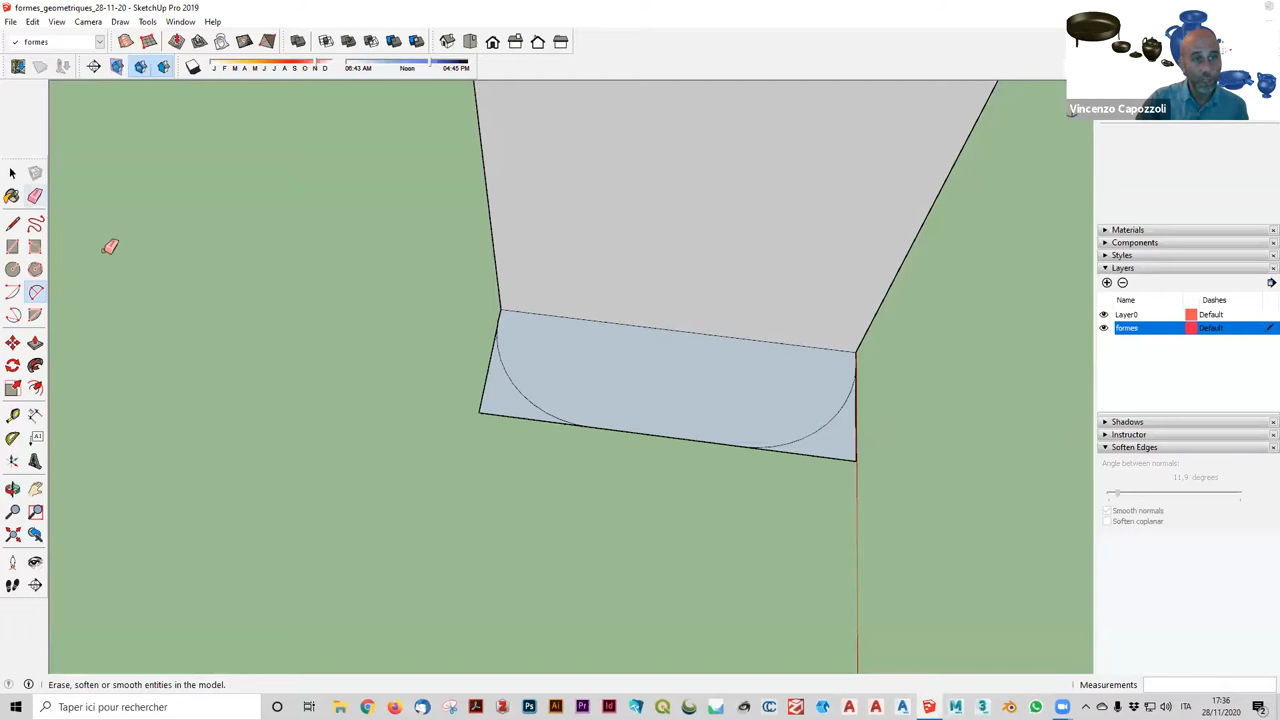 formes_geometriques_28-11-20 - SketchUp Pro 2019
File Edit View Camera Draw Tools Window Help
formes
J F M A M J J A S O N D
06:43 AM Noon 04:45 PM
Vincenzo Capozzoli
Materials
Components
Styles
Layers
Name Dashes
Layer0 Default
formes Default
Shadows
Instructor
Soften Edges
Angle between normals:
11,9 degrees
Smooth normals
Soften coplanar
Erase, soften or smooth entities in the model.
Measurements
Taper ici pour rechercher
ITA
17:36
28/11/2020